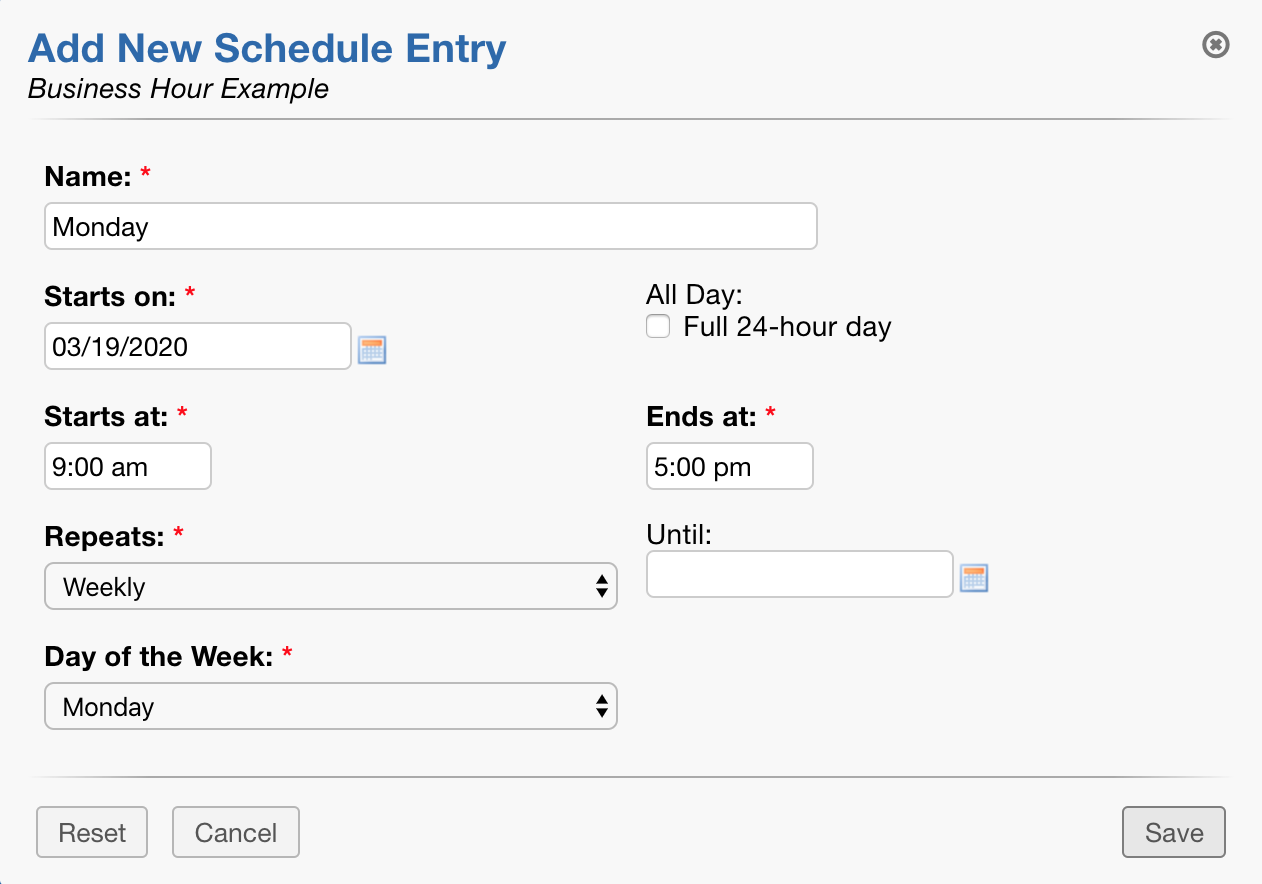 Add New Schedule Entry
Business Hour Example
Name: *
Monday
Starts on: *
All Day:
03/19/2020
Full 24-hour day
Starts at: *
Ends at: *
9:00 am
5:00 pm
Repeats: *
Until:
Weekly
Day of the Week: *
Monday
Reset
Cancel
Save